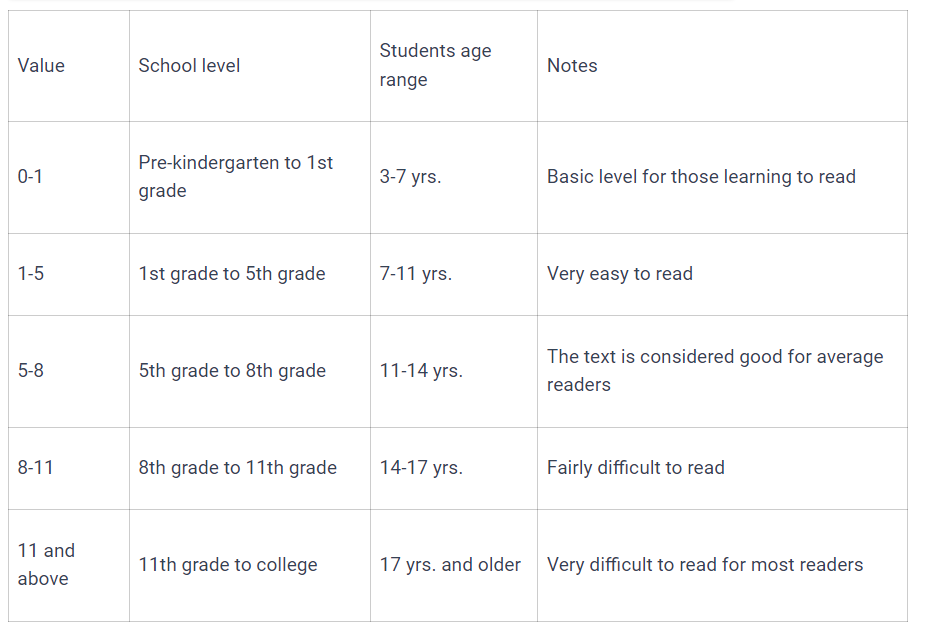 Value
School level
Students age
range
Notes
0-1
Pre-kindergarten to 1st
grade
3-7 yrs.
Basic level for those learning to read
1-5
1st grade to 5th grade
7-11 yrs.
Very easy to read
5-8
5th grade to 8th grade
11-14 yrs.
The text is considered good for average
readers
8-11
8th grade to 11th grade
14-17 yrs.
Fairly difficult to read
11 and
above
11th grade to college
17 yrs. and older
Very difficult to read for most readers